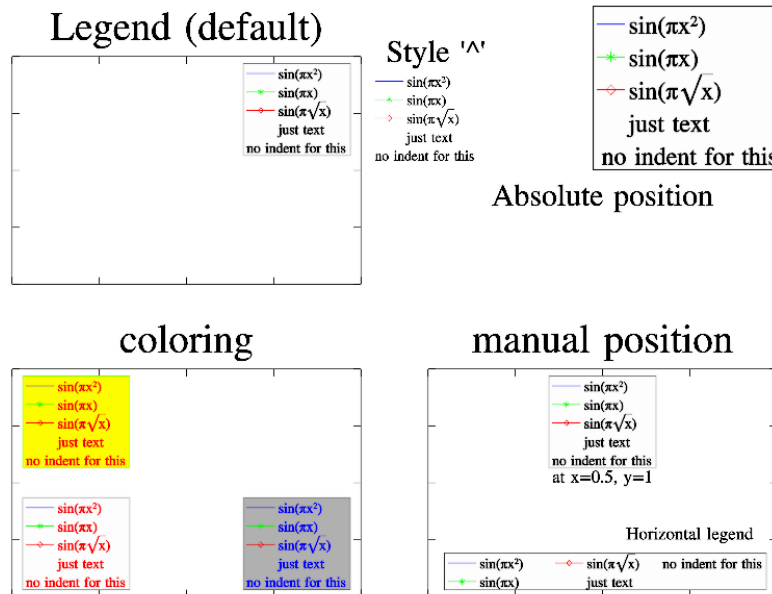 Legend (default)
sin(πx²)
sin(πx)
sin(π√x)
just text
no indent for this
Style '^'
sin(πx²)
sin(πx)
sin(π√x)
just text
no indent for this
sin(πx²)
sin(πx)
sin(π√x)
just text
no indent for this
Absolute position
coloring
sin(πx²)
sin(πx)
sin(π√x)
just text
no indent for this
sin(πx²)
sin(πx)
sin(π√x)
just text
no indent for this
sin(πx²)
sin(πx)
sin(π√x)
just text
no indent for this
manual position
sin(πx²)
sin(πx)
sin(π√x)
just text
no indent for this
at x=0.5, y=1
Horizontal legend
sin(πx²) sin(π√x) no indent for this
sin(πx) just text